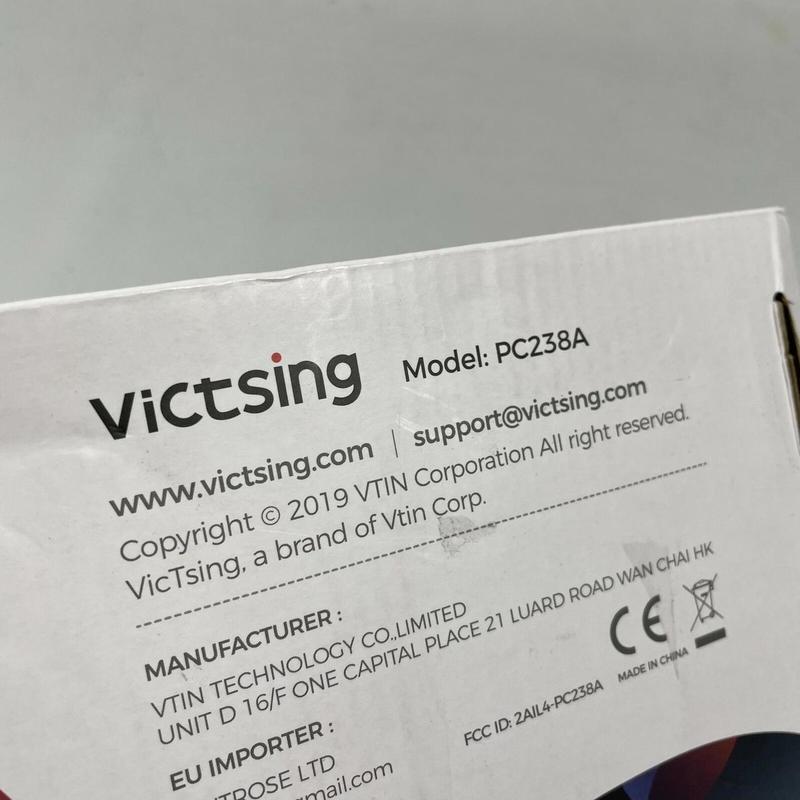 Victsing Model: PC238A
www.victsing.com | support@victsing.com
Copyright © 2019 VTIN Corporation All right reserved.
VicTsing, a brand of Vtin Corp.
MANUFACTURER :
VTIN TECHNOLOGY CO.,LIMITED
UNIT D 16/F ONE CAPITAL PLACE 21 LUARD ROAD WAN CHAI HK
CE
EU IMPORTER :
FCC ID: 2AIL4-PC238A MADE IN CHINA
LTD